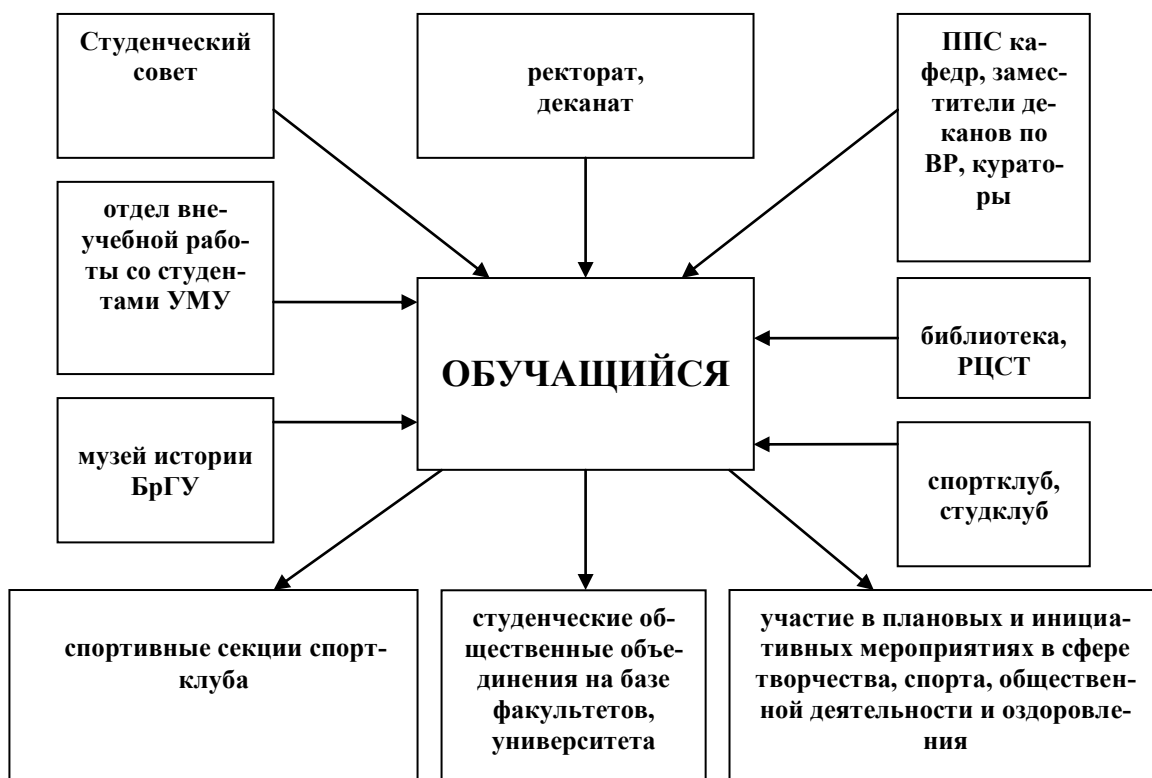 Студенческий
совет
ректорат,
деканат
ППС ка-
федр, замес-
тители де-
канов по
ВР, курато-
ры
отдел вне-
учебной рабо-
ты со студен-
тами УМУ
ОБУЧАЩИЙСЯ
библиотека,
РЦСТ
музей истории
БрГУ
спортклуб,
студклуб
спортивные секции спорт-
клуба
студенческие об-
щественные объе-
динения на базе
факультетов,
университета
участие в плановых и инициа-
тивных мероприятиях в сфере
творчества, спорта, обществен-
ной деятельности и оздоровле-
ния